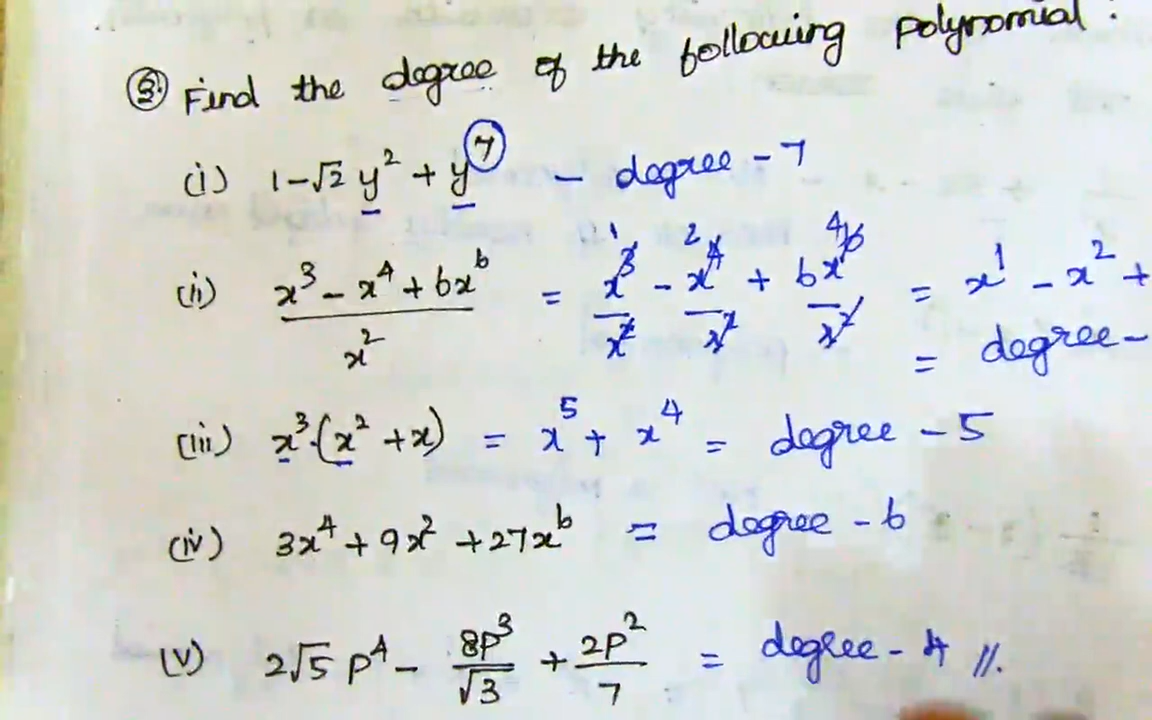 3. Find the degree of the following polynomial :
(i) 1-√2 y² + y⁷ - degree - 7
(ii) x³ - x⁴ + 6x⁶ / x² = x³/x² - x⁴/x² + 6x⁶/x² = x¹ - x² +
= degree -
(iii) x³.(x² + x) = x⁵ + x⁴ = degree - 5
(iv) 3x⁴ + 9x² + 27x⁶ = degree - 6
(v) 2√5 p⁴ - 8p³/√3 + 2p²/7 = degree - 4 //.